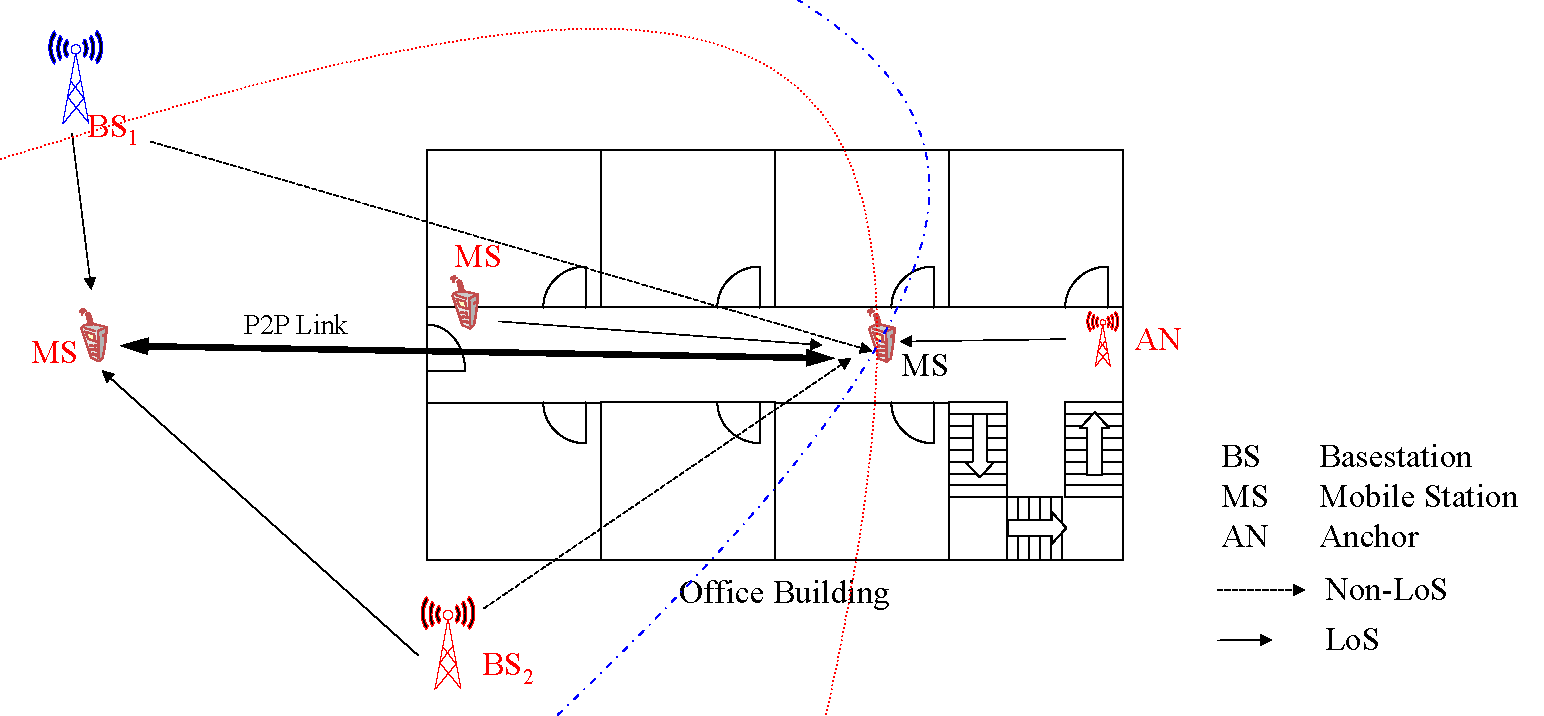 BS1
MS
P2P Link
MS
MS
AN
MS
Office Building
BS2
BS Basestation
MS Mobile Station
AN Anchor
Non-LoS
LoS